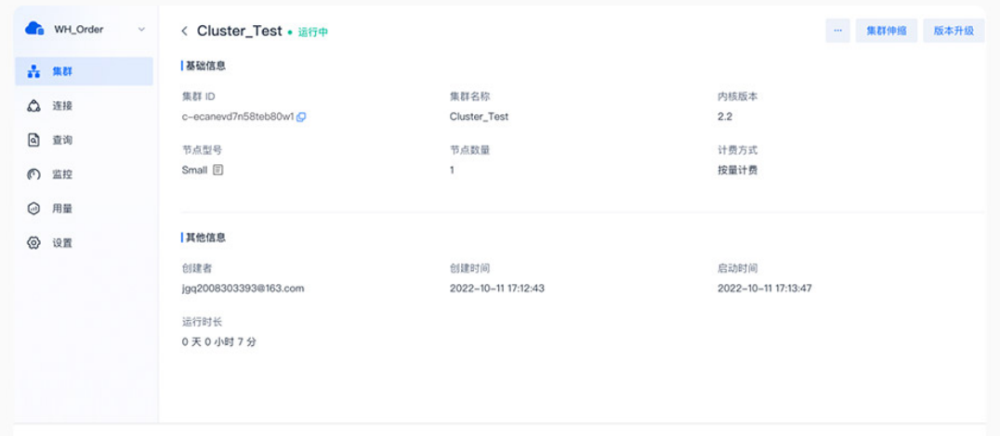 WH_Order
集群
连接
查询
监控
用量
设置
Cluster_Test 运行中
... 集群伸缩 版本升级
基础信息
集群 ID 集群名称 内核版本
c-ecanevd7n58teb80w1 Cluster_Test 2.2
节点型号 节点数量 计费方式
Small 1 按量计费
其他信息
创建者 创建时间 启动时间
jgq2008303393@163.com 2022-10-11 17:12:43 2022-10-11 17:13:47
运行时长
0 天 0 小时 7 分